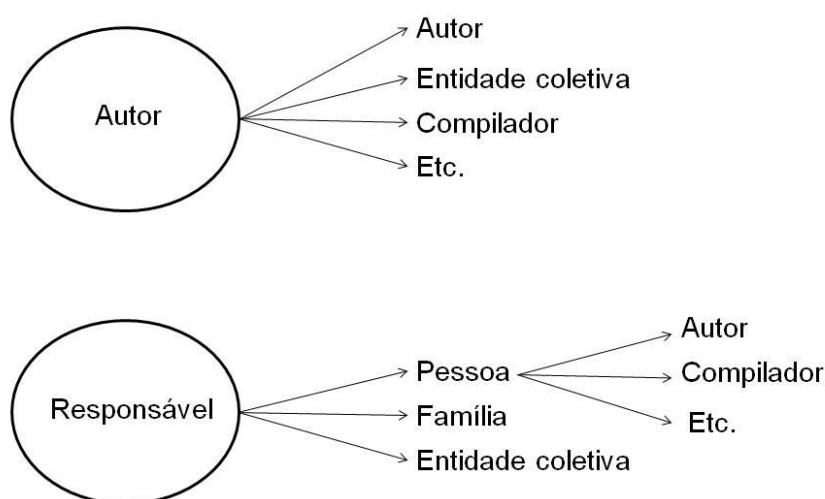 Autor
Autor
Entidade coletiva
Compilador
Etc.
Responsável
Pessoa
Família
Entidade coletiva
Autor
Compilador
Etc.